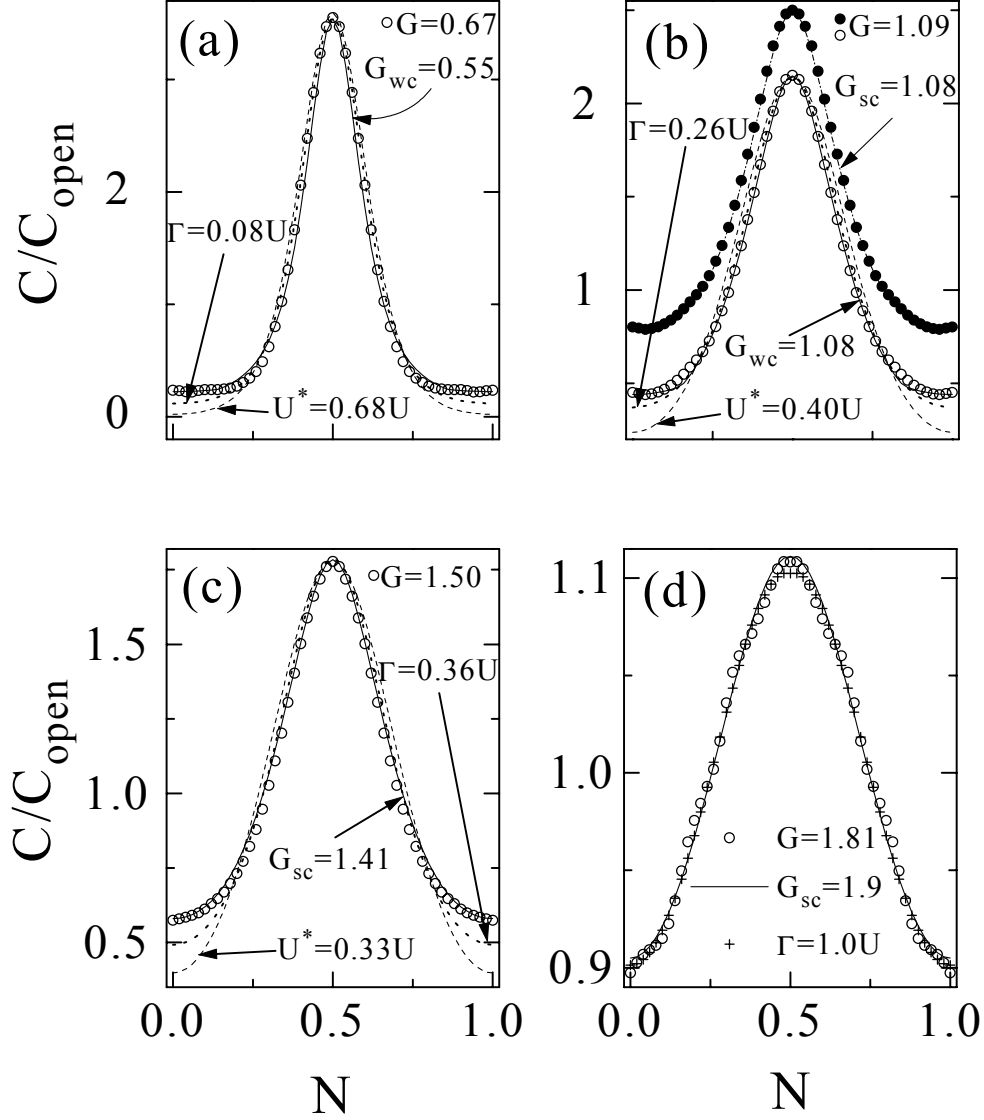 (a)
G=0.67
G_wc=0.55
Γ=0.08U
U*=0.68U
2
0
C/C_open
(b)
G=1.09
G_sc=1.08
Γ=0.26U
G_wc=1.08
U*=0.40U
2
1
(c)
G=1.50
Γ=0.36U
G_sc=1.41
U*=0.33U
1.5
1.0
0.5
C/C_open
0.0 0.5 1.0
N
(d)
G=1.81
G_sc=1.9
Γ=1.0U
1.1
1.0
0.9
0.0 0.5 1.0
N